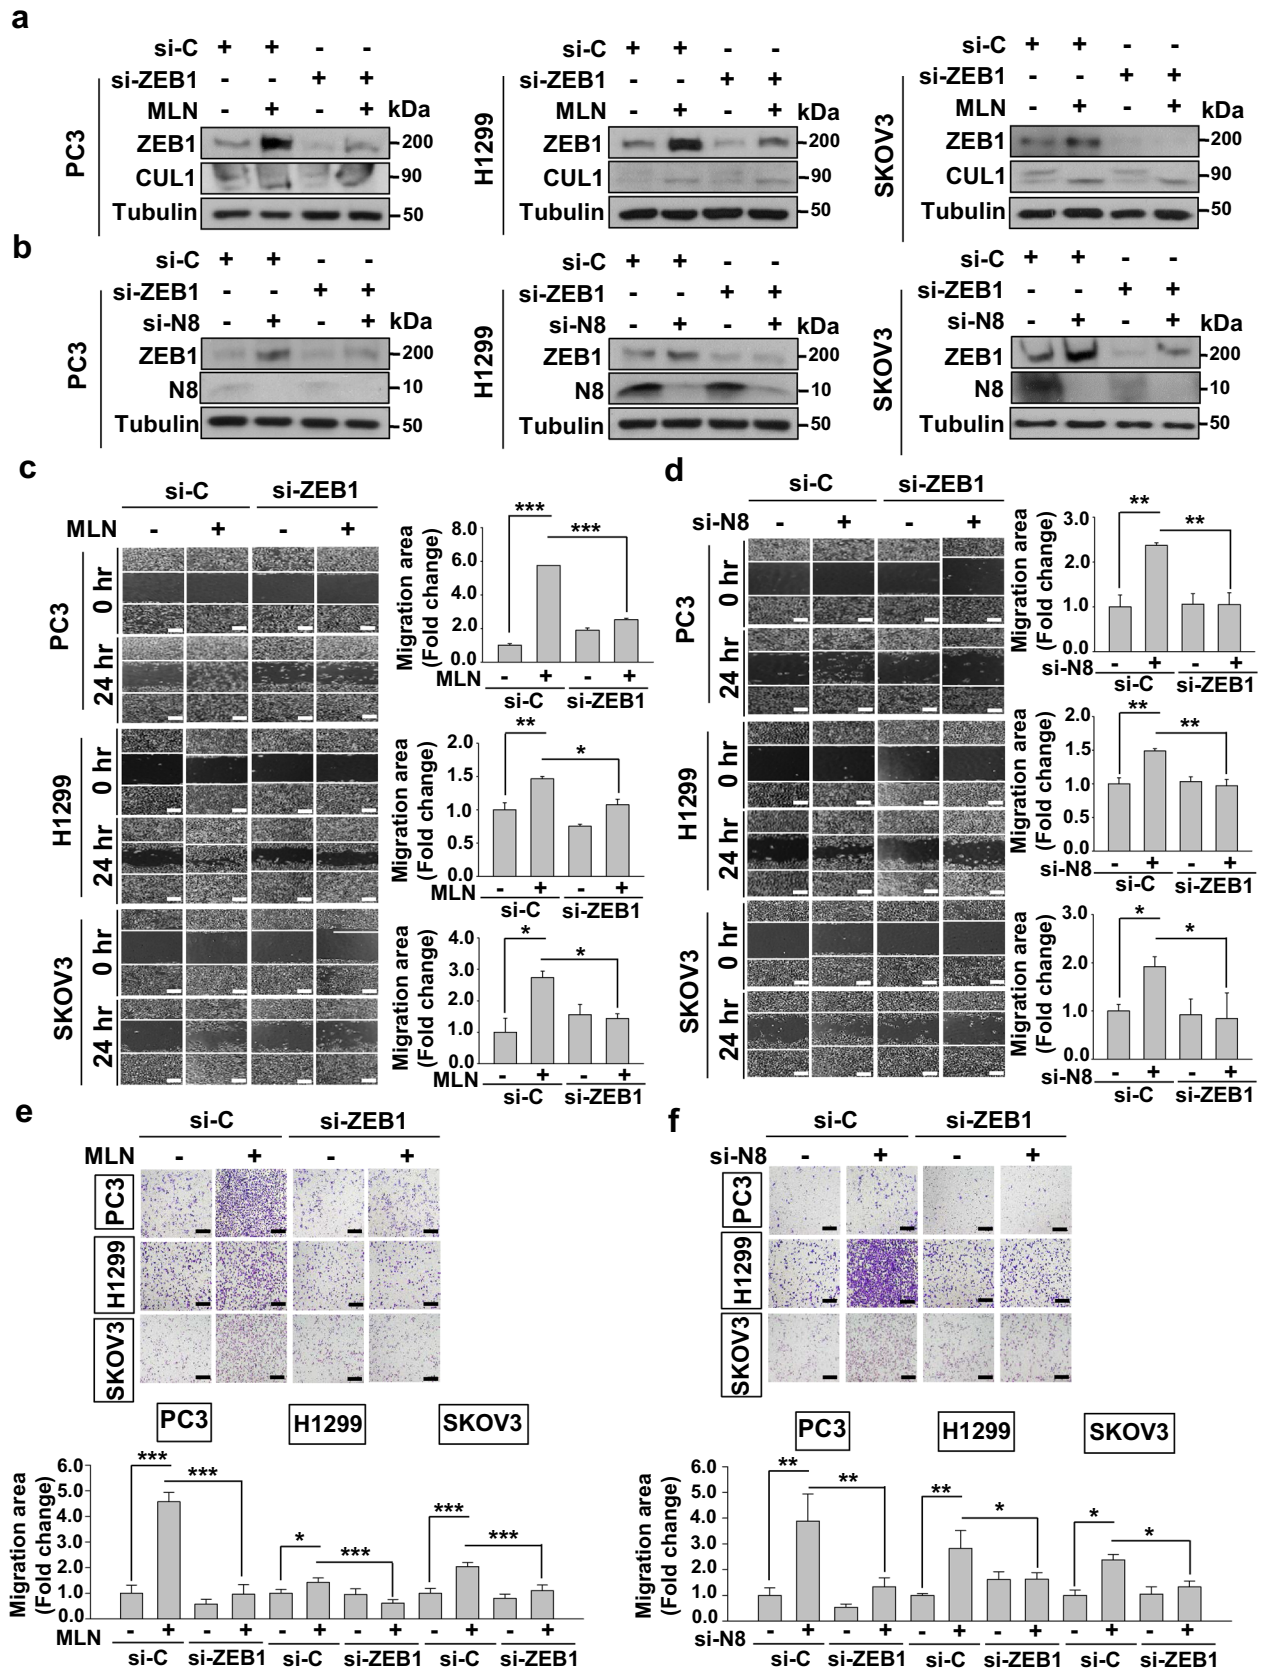 a
si-C + + - -
si-ZEB1 - - + +
MLN - + - + kDa
PC3
ZEB1 200
CUL1 90
Tubulin 50
si-C + + - -
si-ZEB1 - - + +
MLN - + - + kDa
H1299
ZEB1 200
CUL1 90
Tubulin 50
si-C + + - -
si-ZEB1 - - + +
MLN - + - + kDa
SKOV3
ZEB1 200
CUL1 90
Tubulin 50
b
si-C + + - -
si-ZEB1 - - + +
si-N8 - + - + kDa
PC3
ZEB1 200
N8 10
Tubulin 50
si-C + + - -
si-ZEB1 - - + +
si-N8 - + - + kDa
H1299
ZEB1 200
N8 10
Tubulin 50
si-C + + - -
si-ZEB1 - - + +
si-N8 - + - + kDa
SKOV3
ZEB1 200
N8 10
Tubulin 50
c
si-C si-ZEB1
MLN - + - +
PC3
0 hr
24 hr
H1299
0 hr
24 hr
SKOV3
0 hr
24 hr
Migration area
(Fold change)
8.0
6.0
4.0
2.0
0.0
*** ***
MLN - + - +
si-C si-ZEB1
Migration area
(Fold change)
2.0
1.5
1.0
0.5
0.0
** *
MLN - + - +
si-C si-ZEB1
Migration area
(Fold change)
4.0
3.0
2.0
1.0
0.0
* *
MLN - + - +
si-C si-ZEB1
d
si-C si-ZEB1
si-N8 - + - +
PC3
0 hr
24 hr
H1299
0 hr
24 hr
SKOV3
0 hr
24 hr
Migration area
(Fold change)
3.0
2.0
1.0
0.0
** **
si-N8 - + - +
si-C si-ZEB1
Migration area
(Fold change)
2.0
1.5
1.0
0.5
0.0
** **
si-N8 - + - +
si-C si-ZEB1
Migration area
(Fold change)
3.0
2.0
1.0
0.0
* *
si-N8 - + - +
si-C si-ZEB1
e
si-C si-ZEB1
MLN - + - +
PC3
H1299
SKOV3
PC3 H1299 SKOV3
Migration area
(Fold change)
6.0
5.0
4.0
3.0
2.0
1.0
0.0
*** *** * *** *** ***
MLN - + - + - + - + - + - +
si-C si-ZEB1 si-C si-ZEB1 si-C si-ZEB1
f
si-C si-ZEB1
si-N8 - + - +
PC3
H1299
SKOV3
PC3 H1299 SKOV3
Migration area
(Fold change)
6.0
5.0
4.0
3.0
2.0
1.0
0.0
** ** ** * * *
si-N8 - + - + - + - + - + - +
si-C si-ZEB1 si-C si-ZEB1 si-C si-ZEB1